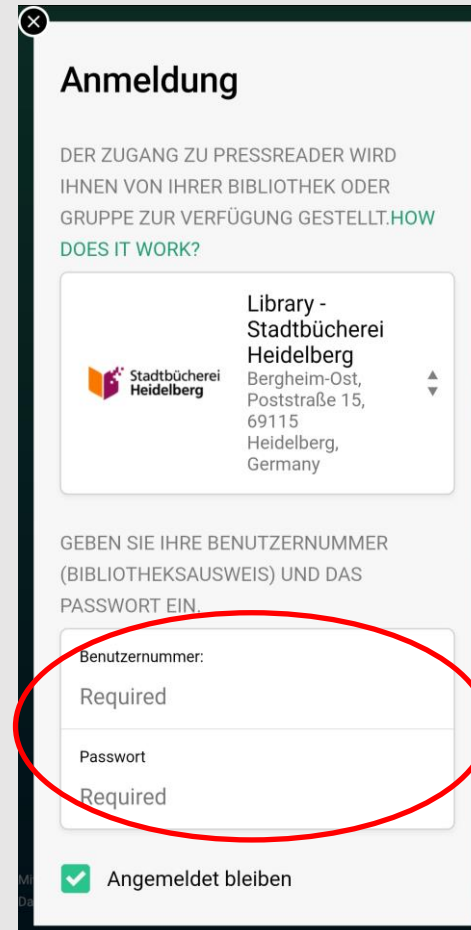 Anmeldung
DER ZUGANG ZU PRESSREADER WIRD
IHNEN VON IHRER BIBLIOTHEK ODER
GRUPPE ZUR VERFÜGUNG GESTELLT.HOW
DOES IT WORK?
Stadtbücherei
Heidelberg
Library -
Stadtbücherei
Heidelberg
Bergheim-Ost,
Poststraße 15,
69115
Heidelberg,
Germany
GEBEN SIE IHRE BENUTZERNUMMER
(BIBLIOTHEKSAUSWEIS) UND DAS
PASSWORT EIN.
Benutzernummer:
Required
Passwort
Required
Angemeldet bleiben